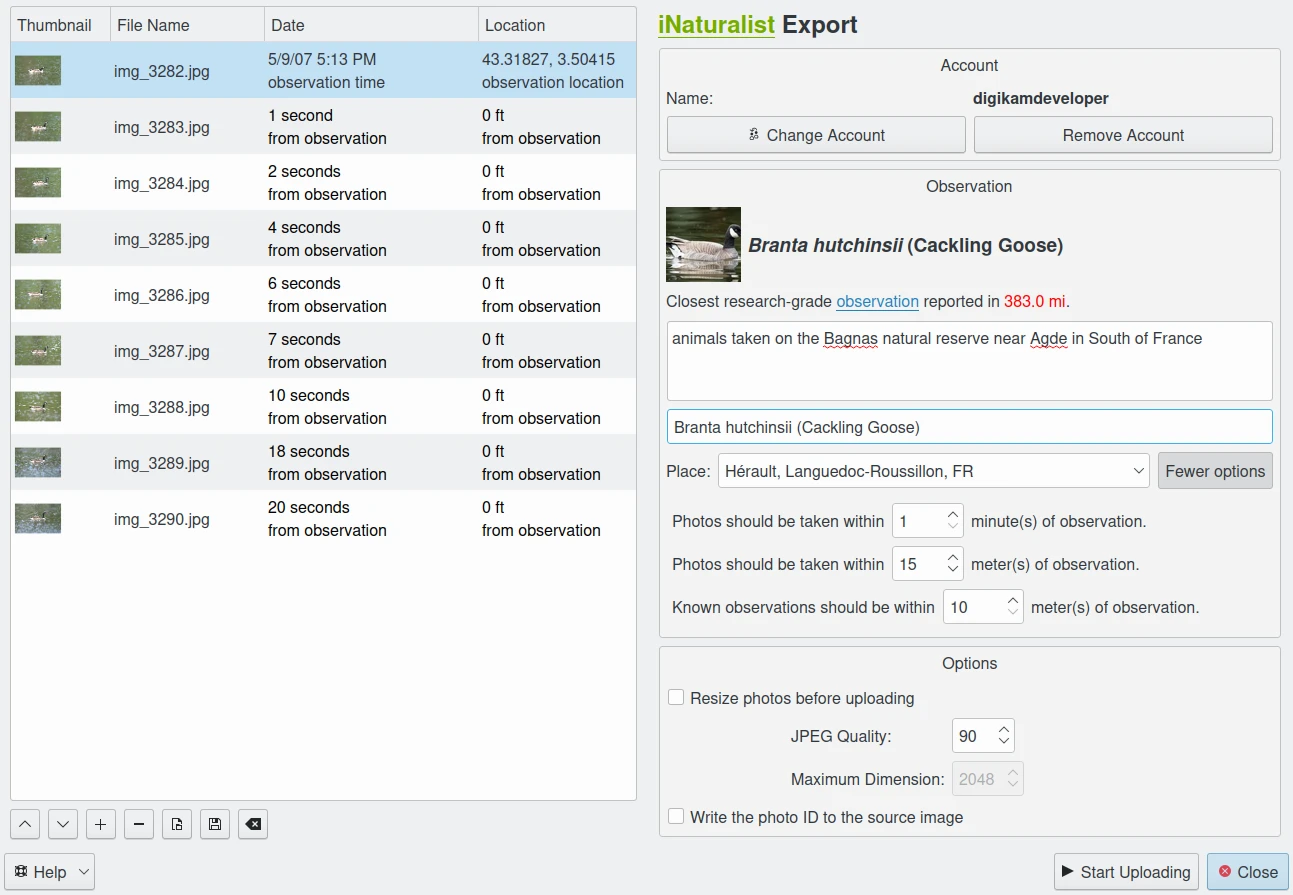 Thumbnail File Name Date Location
img_3282.jpg 5/9/07 5:13 PM 43.31827, 3.50415
observation time observation location
img_3283.jpg 1 second 0 ft
from observation from observation
img_3284.jpg 2 seconds 0 ft
from observation from observation
img_3285.jpg 4 seconds 0 ft
from observation from observation
img_3286.jpg 6 seconds 0 ft
from observation from observation
img_3287.jpg 7 seconds 0 ft
from observation from observation
img_3288.jpg 10 seconds 0 ft
from observation from observation
img_3289.jpg 18 seconds 0 ft
from observation from observation
img_3290.jpg 20 seconds 0 ft
from observation from observation
Help
iNaturalist Export
Account
Name: digikamdeveloper
Change Account Remove Account
Observation
Branta hutchinsii (Cackling Goose)
Closest research-grade observation reported in 383.0 mi.
animals taken on the Bagnas natural reserve near Agde in South of France
Branta hutchinsii (Cackling Goose)
Place: Hérault, Languedoc-Roussillon, FR Fewer options
Photos should be taken within 1 minute(s) of observation.
Photos should be taken within 15 meter(s) of observation.
Known observations should be within 10 meter(s) of observation.
Options
Resize photos before uploading
JPEG Quality: 90
Maximum Dimension: 2048
Write the photo ID to the source image
Start Uploading Close